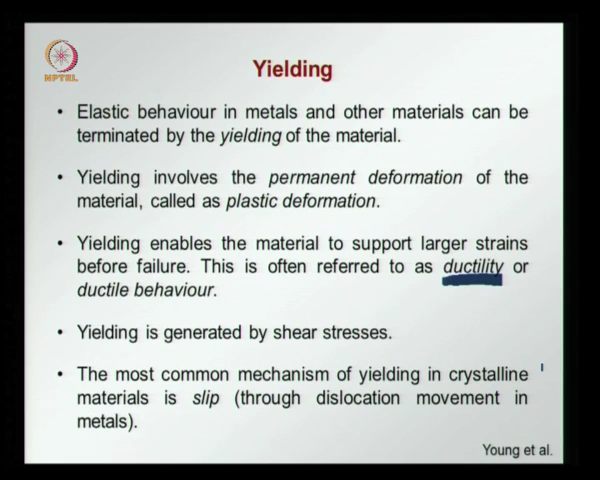 NPTEL
Yielding
• Elastic behaviour in metals and other materials can be
terminated by the yielding of the material.
• Yielding involves the permanent deformation of the
material, called as plastic deformation.
• Yielding enables the material to support larger strains
before failure. This is often referred to as ductility or
ductile behaviour.
• Yielding is generated by shear stresses.
• The most common mechanism of yielding in crystalline
materials is slip (through dislocation movement in
metals).
Young et al.